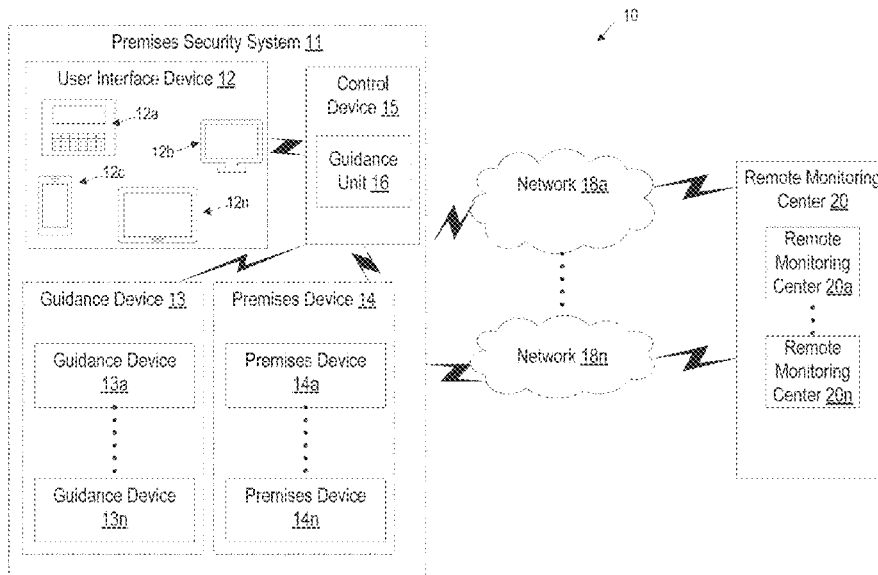 10
Premises Security System 11
User Interface Device 12
12a
12b
12c
12n
Control
Device 15
Guidance
Unit 16
Guidance Device 13
Guidance Device
13a
Guidance Device
13n
Premises Device 14
Premises Device
14a
Premises Device
14n
Network 18a
Network 18n
Remote Monitoring
Center 20
Remote
Monitoring
Center 20a
Remote
Monitoring
Center 20n